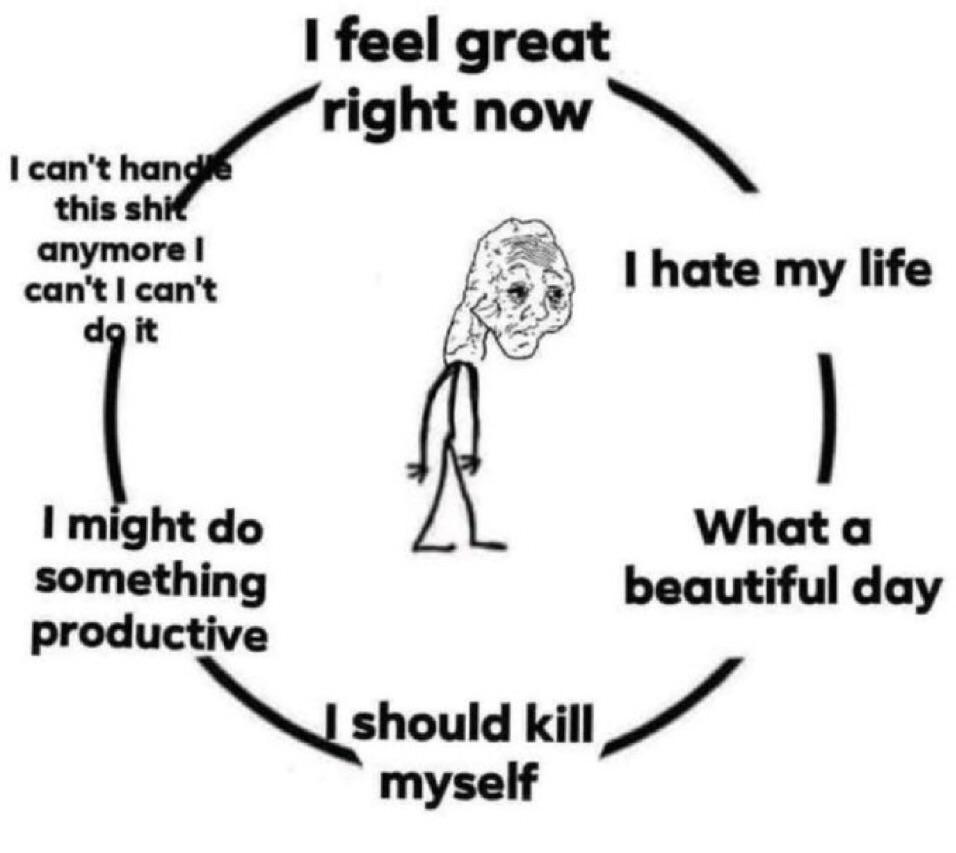 I feel great
right now
I hate my life
What a
beautiful day
I should kill
myself
I might do
something
productive
I can't handle
this shit
anymore I
can't I can't
do it